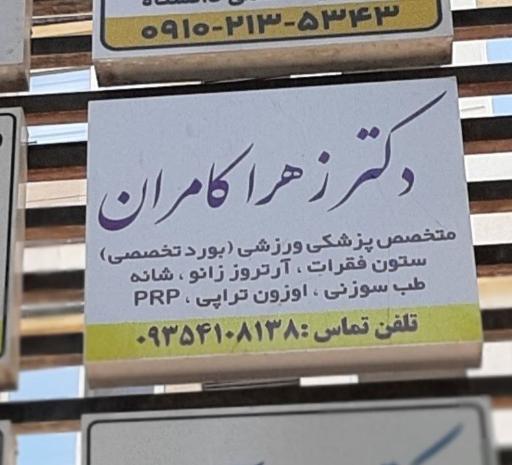 ۰۹۱۰-۲۱۳-۵۳۴۳
دکتر زهرا کامران
متخصص پزشکی ورزشی (بورد تخصصی)
ستون فقرات ، آرتروز زانو ، شانه
طب سوزنی ، اوزون تراپی ، PRP
تلفن تماس : ۰۹۳۵۴۱۰۸۱۳۸